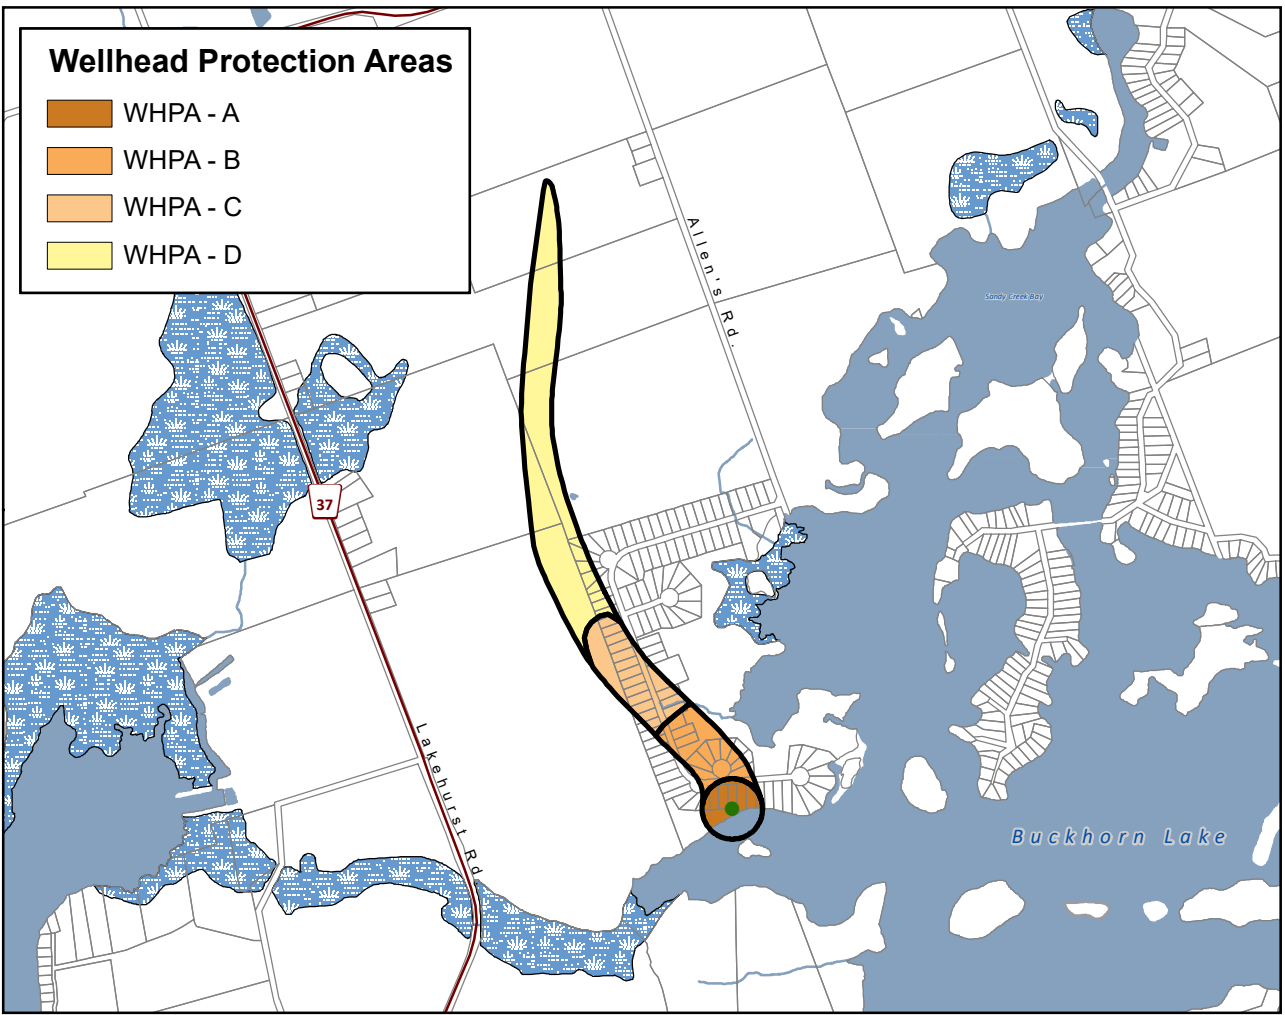 Wellhead Protection Areas
WHPA - A
WHPA - B
WHPA - C
WHPA - D
Allen's Rd.
Sandy Creek Bay
37
Lakehurst Rd
Buckhorn Lake